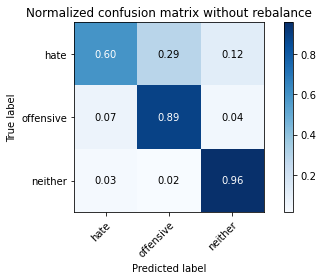 Normalized confusion matrix without rebalance
True label
hate
0.60 0.29 0.12
offensive
0.07 0.89 0.04
neither
0.03 0.02 0.96
hate
offensive
neither
Predicted label
0.8
0.6
0.4
0.2